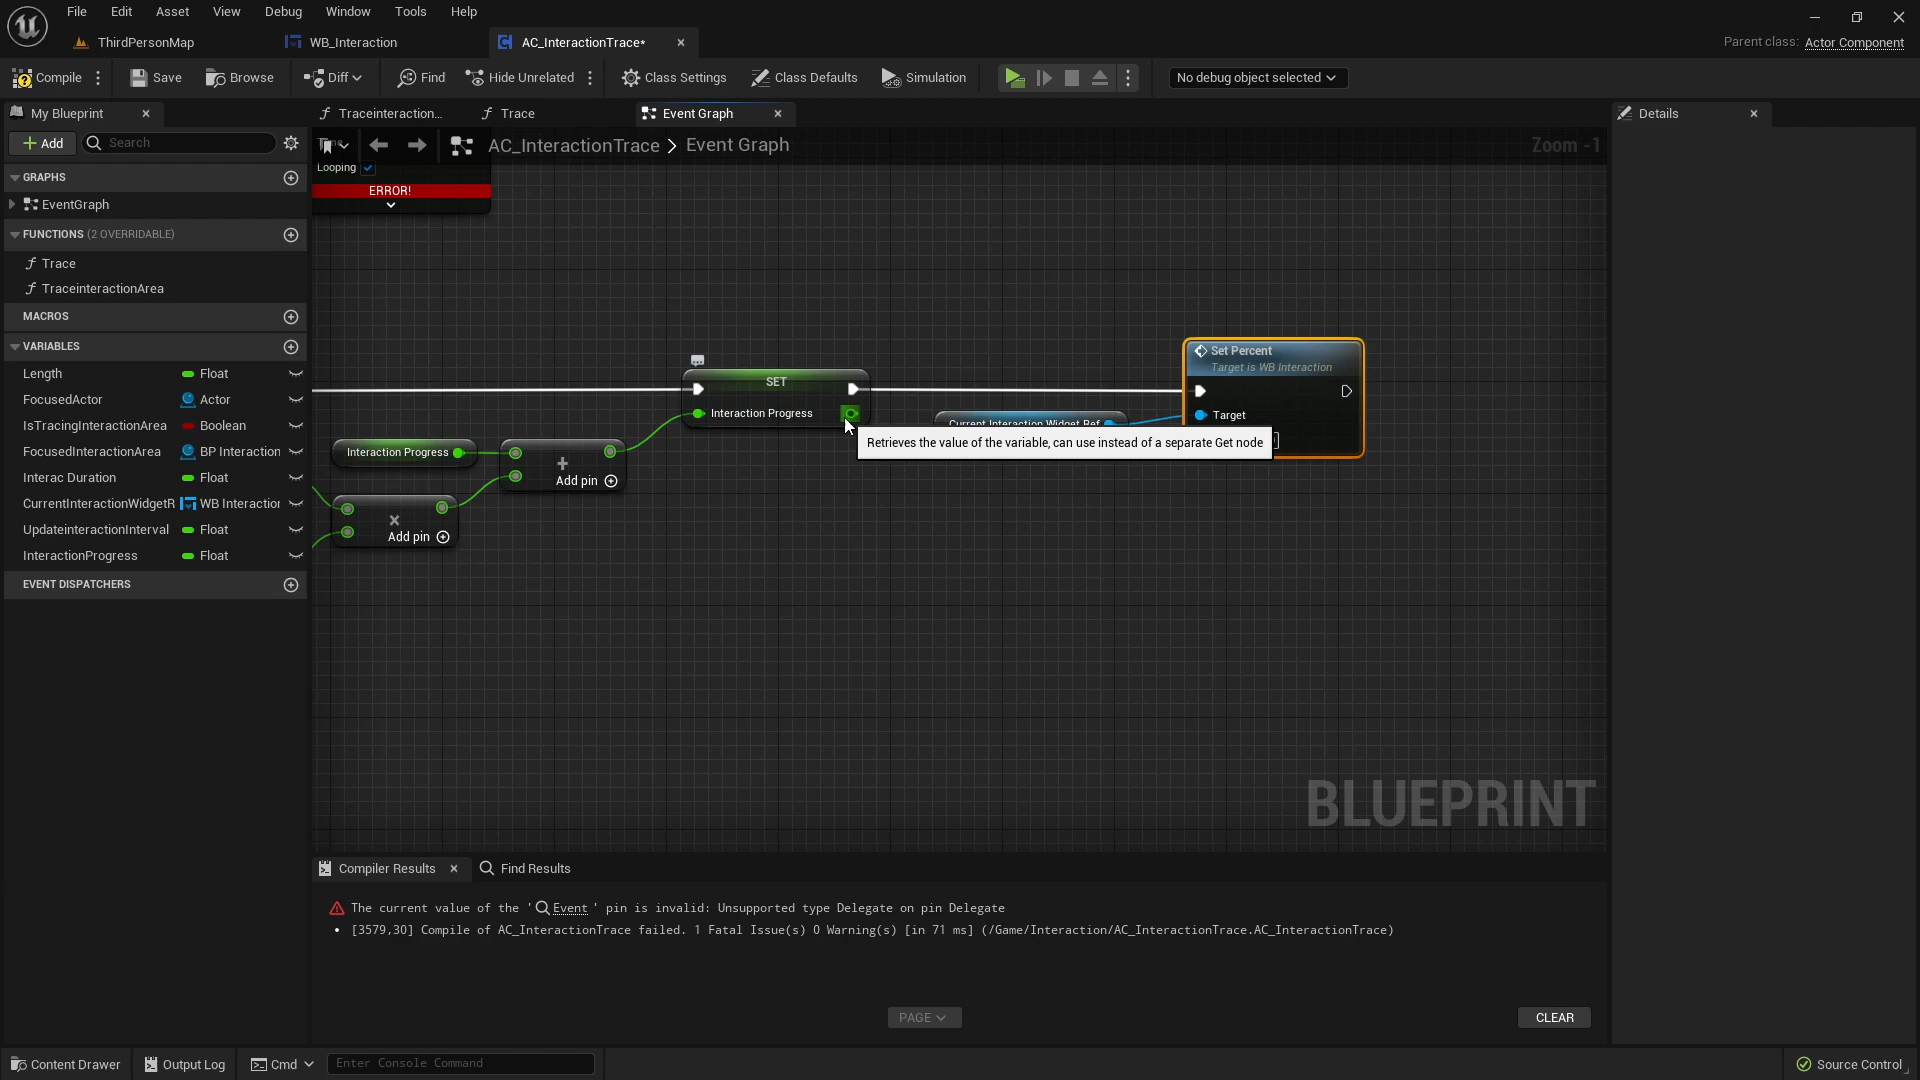 File Edit Asset View Debug Window Tools Help
ThirdPersonMap
WB_Interaction
AC_InteractionTrace*
Parent class: Actor Component
Compile
Save
Browse
Diff
Find
Hide Unrelated
Class Settings
Class Defaults
Simulation
No debug object selected
My Blueprint
Traceinteraction...
Trace
Event Graph
Details
Add
Search
AC_InteractionTrace > Event Graph
Zoom -1
Looping
ERROR!
GRAPHS
EventGraph
FUNCTIONS (2 OVERRIDABLE)
Trace
TraceinteractionArea
MACROS
VARIABLES
Length Float
FocusedActor Actor
IsTracingInteractionArea Boolean
FocusedInteractionArea BP Interaction
Interac Duration Float
CurrentInteractionWidgetR WB Interaction
UpdateinteractionInterval Float
InteractionProgress Float
EVENT DISPATCHERS
SET
Interaction Progress
Interaction Progress
Add pin
Add pin
Current Interaction Widget Ref
Set Percent
Target is WB Interaction
Target
Retrieves the value of the variable, can use instead of a separate Get node
BLUEPRINT
Compiler Results
Find Results
The current value of the ' Event ' pin is invalid: Unsupported type Delegate on pin Delegate
• [3579,30] Compile of AC_InteractionTrace failed. 1 Fatal Issue(s) 0 Warning(s) [in 71 ms] (/Game/Interaction/AC_InteractionTrace.AC_InteractionTrace)
PAGE
CLEAR
Content Drawer
Output Log
Cmd
Enter Console Command
Source Control